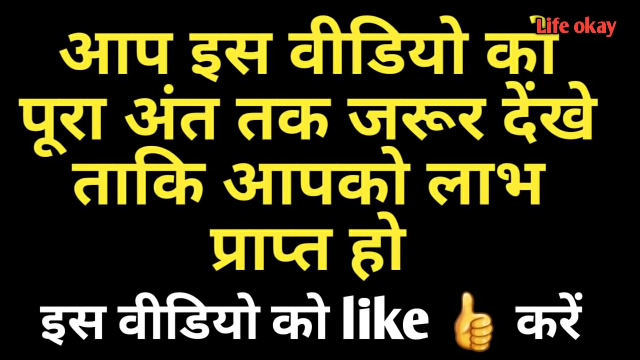 Life okay
आप इस वीडियो को
पूरा अंत तक जरूर देंखे
ताकि आपको लाभ
प्राप्त हो
इस वीडियो को like 👍 करें